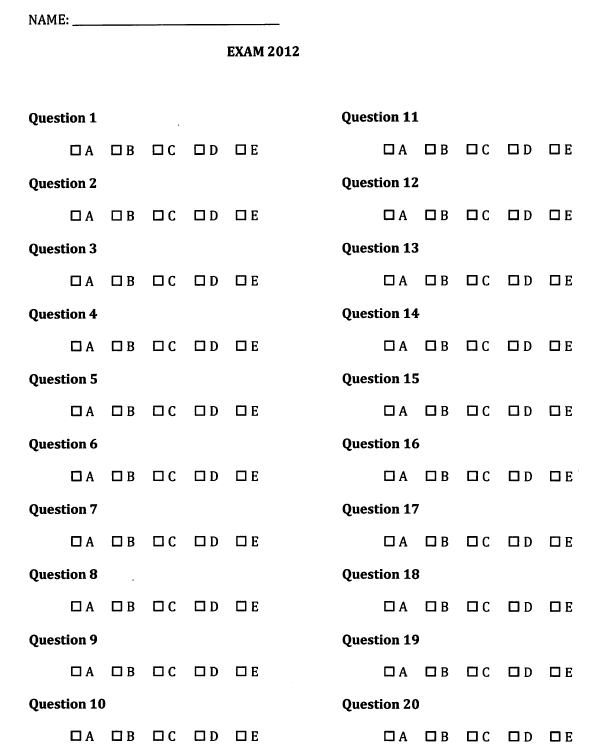 NAME: ____________________
EXAM 2012
Question 1
☐ A ☐ B ☐ C ☐ D ☐ E
Question 2
☐ A ☐ B ☐ C ☐ D ☐ E
Question 3
☐ A ☐ B ☐ C ☐ D ☐ E
Question 4
☐ A ☐ B ☐ C ☐ D ☐ E
Question 5
☐ A ☐ B ☐ C ☐ D ☐ E
Question 6
☐ A ☐ B ☐ C ☐ D ☐ E
Question 7
☐ A ☐ B ☐ C ☐ D ☐ E
Question 8
☐ A ☐ B ☐ C ☐ D ☐ E
Question 9
☐ A ☐ B ☐ C ☐ D ☐ E
Question 10
☐ A ☐ B ☐ C ☐ D ☐ E
Question 11
☐ A ☐ B ☐ C ☐ D ☐ E
Question 12
☐ A ☐ B ☐ C ☐ D ☐ E
Question 13
☐ A ☐ B ☐ C ☐ D ☐ E
Question 14
☐ A ☐ B ☐ C ☐ D ☐ E
Question 15
☐ A ☐ B ☐ C ☐ D ☐ E
Question 16
☐ A ☐ B ☐ C ☐ D ☐ E
Question 17
☐ A ☐ B ☐ C ☐ D ☐ E
Question 18
☐ A ☐ B ☐ C ☐ D ☐ E
Question 19
☐ A ☐ B ☐ C ☐ D ☐ E
Question 20
☐ A ☐ B ☐ C ☐ D ☐ E